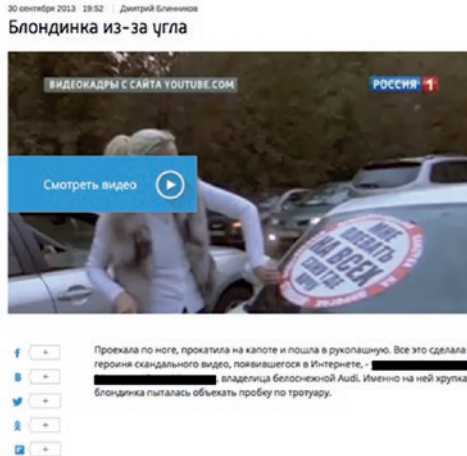 30 сентября 2013 19:52 | Дмитрий Блинников
Блондинка из-за угла
ВИДЕОКАДРЫ С САЙТА YOUTUBE.COM
РОССИЯ 1
Смотреть видео
МНЕ
ПЛЕВАТЬ
НА ВСЕХ
Проехала по ноге, прокатила на капоте и пошла в рукопашную. Все это сделала
героиня скандального видео, появившегося в Интернете, -
, владелица белоснежной Audi. Именно на ней хрупка
блондинка пыталась объехать пробку по тротуару.